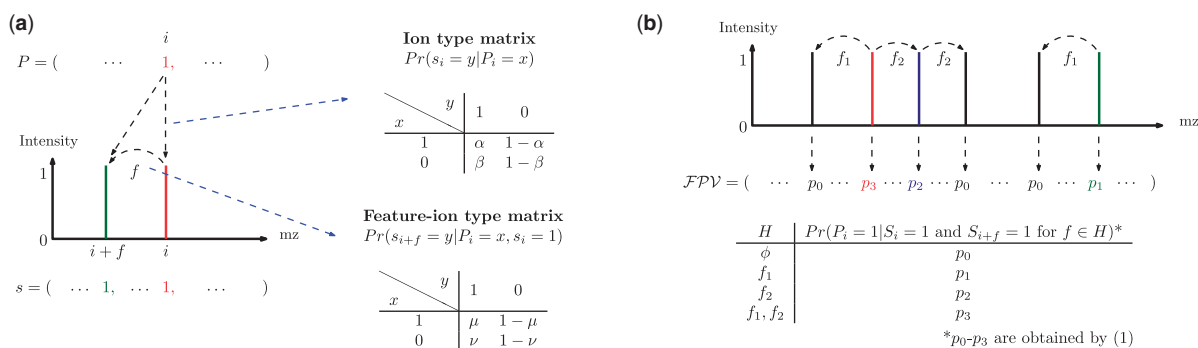 (a)
i
P = ( ⋯ 1, ⋯ )
Intensity
1
f
0
mz
i + f i
s = ( ⋯ 1, ⋯ 1, ⋯ )
Ion type matrix
Pr(s_i = y|P_i = x)
y
x
1 0
1 α 1 − α
0 β 1 − β
Feature-ion type matrix
Pr(s_{i+f} = y|P_i = x, s_i = 1)
y
x
1 0
1 μ 1 − μ
0 ν 1 − ν
(b)
Intensity
1
f_1 f_2 f_2 f_1
0
mz
FPV = ( ⋯ p_0 ⋯ p_3 ⋯ p_2 ⋯ p_0 ⋯ p_0 ⋯ p_1 ⋯ )
H Pr(P_i = 1|S_i = 1 and S_{i+f} = 1 for f ∈ H)*
ϕ p_0
f_1 p_1
f_2 p_2
f_1, f_2 p_3
*p_0-p_3 are obtained by (1)